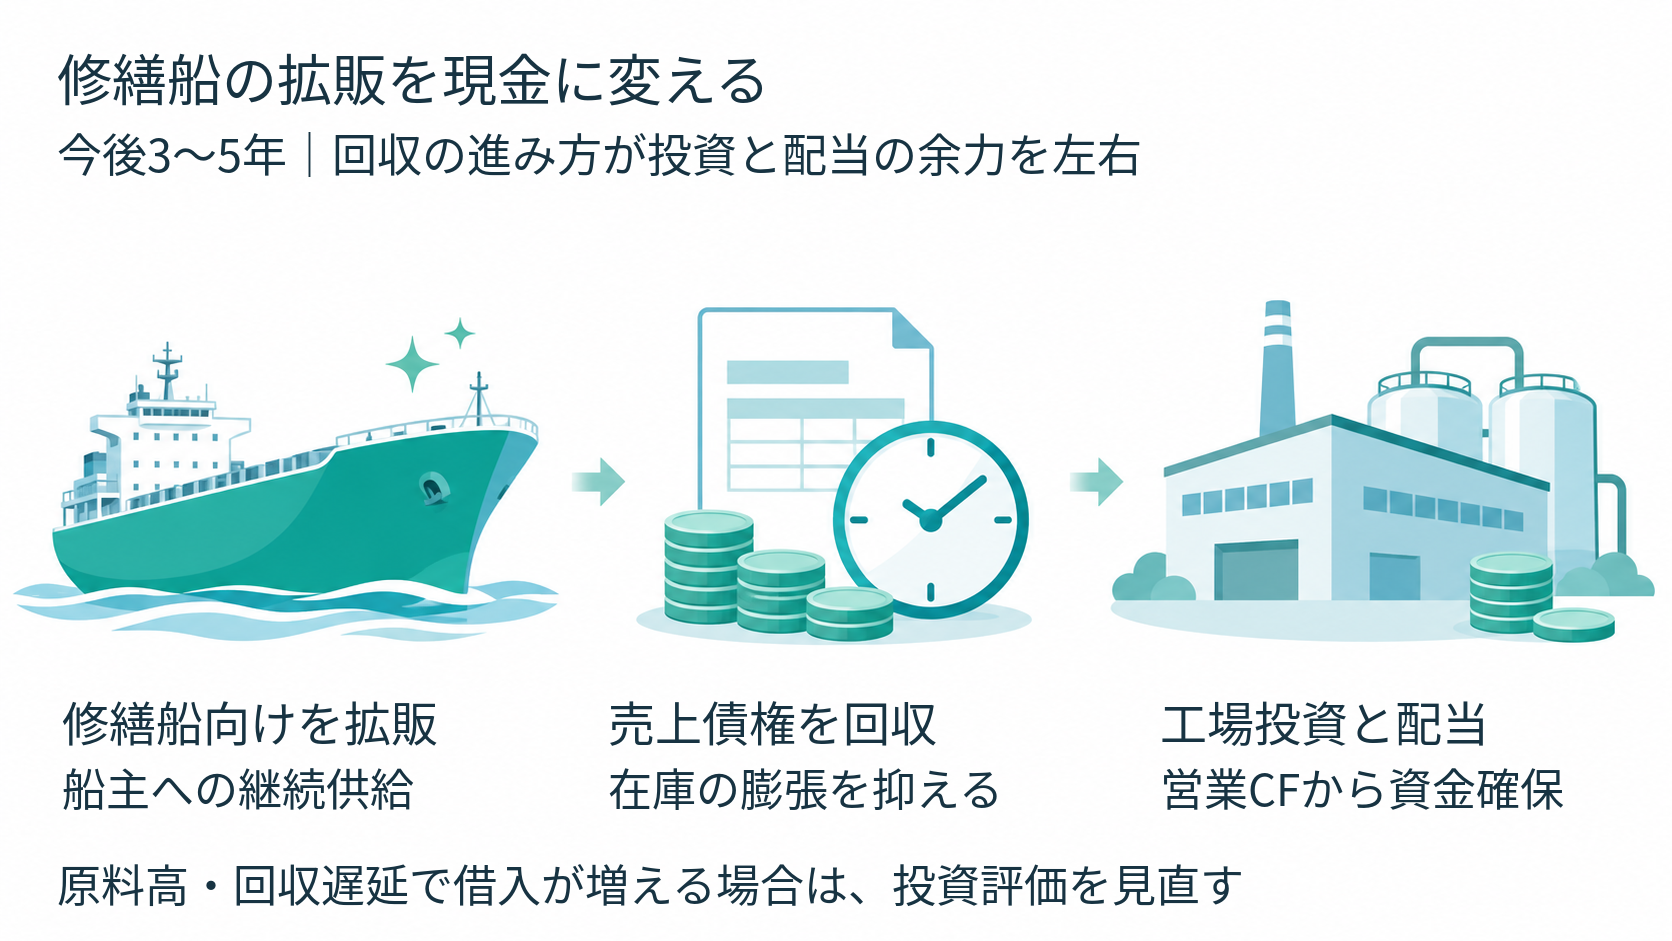 修繕船の拡販を現金に変える
今後3〜5年｜回収の進み方が投資と配当の余力を左右
修繕船向けを拡販
船主への継続供給
売上債権を回収
在庫の膨張を抑える
工場投資と配当
営業CFから資金確保
原料高・回収遅延で借入が増える場合は、投資評価を見直す